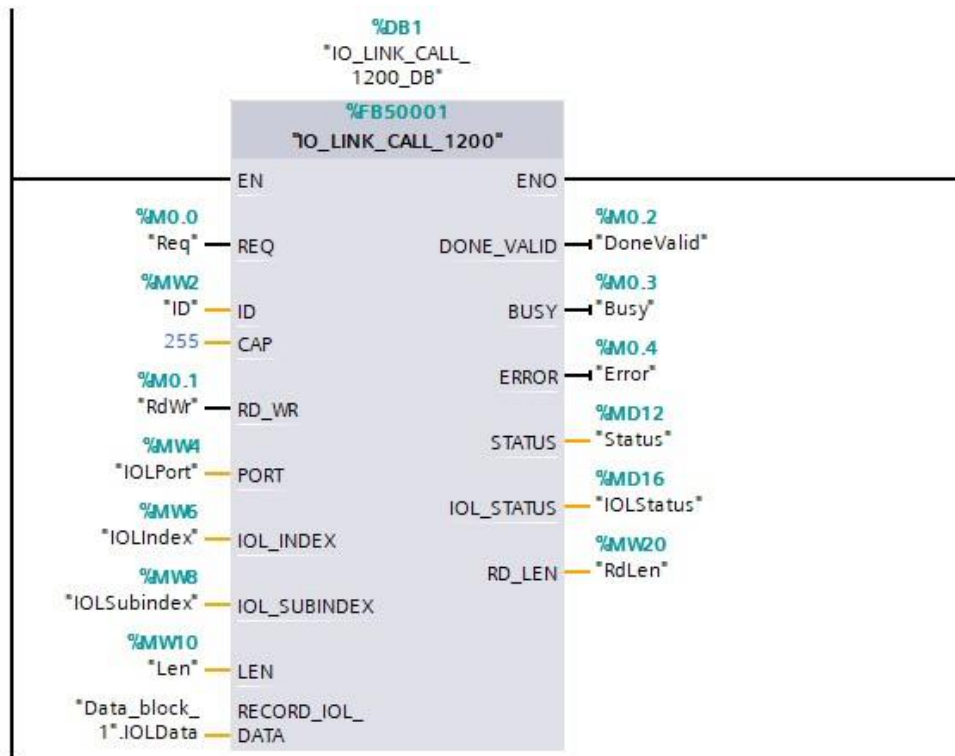 %DB1
"IO_LINK_CALL_
1200_DB"
%FB50001
"IO_LINK_CALL_1200"
EN ENO
%M0.0 %M0.2
"Req" REQ DONE_VALID "DoneValid"
%MW2 %M0.3
"ID" ID BUSY "Busy"
255 CAP
%M0.4
%M0.1 ERROR "Error"
"RdWr" RD_WR
%MD12
%MW4 STATUS "Status"
"IOLPort" PORT
%MD16
%MW6 IOL_STATUS "IOLStatus"
"IOLIndex" IOL_INDEX
%MW20
%MW8 RD_LEN "RdLen"
"IOLSubindex" IOL_SUBINDEX
%MW10
"Len" LEN
"Data_block_ RECORD_IOL_
1".IOLData DATA